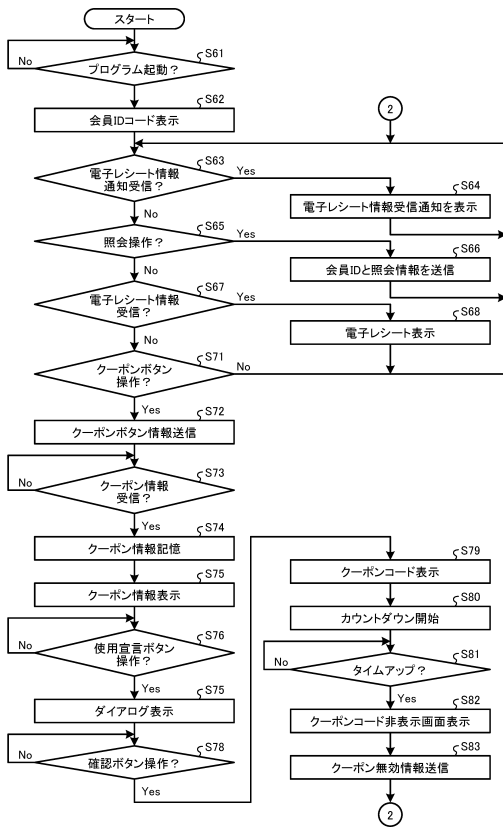 スタート
S61
No
プログラム起動？
S62
会員IDコード表示
2
S63
電子レシート情報
通知受信？
Yes
S64
電子レシート情報受信通知を表示
No
S65
照会操作？
Yes
S66
会員IDと照会情報を送信
No
S67
電子レシート情報
受信？
Yes
S68
電子レシート表示
No
S71
クーポンボタン
操作？
No
Yes
S72
クーポンボタン情報送信
S73
クーポン情報
受信？
No
Yes
S74
クーポン情報記憶
S75
クーポン情報表示
S76
使用宣言ボタン
操作？
No
Yes
S75
ダイアログ表示
S78
確認ボタン操作？
No
Yes
S79
クーポンコード表示
S80
カウントダウン開始
S81
タイムアップ？
No
Yes
S82
クーポンコード非表示画面表示
S83
クーポン無効情報送信
2